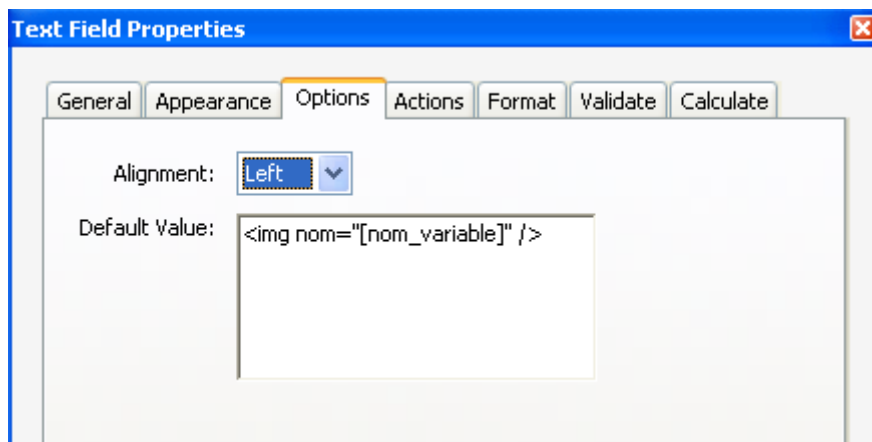 Text Field Properties
General Appearance Options Actions Format Validate Calculate
Alignment: Left
Default Value: <img nom="[nom_variable]" />